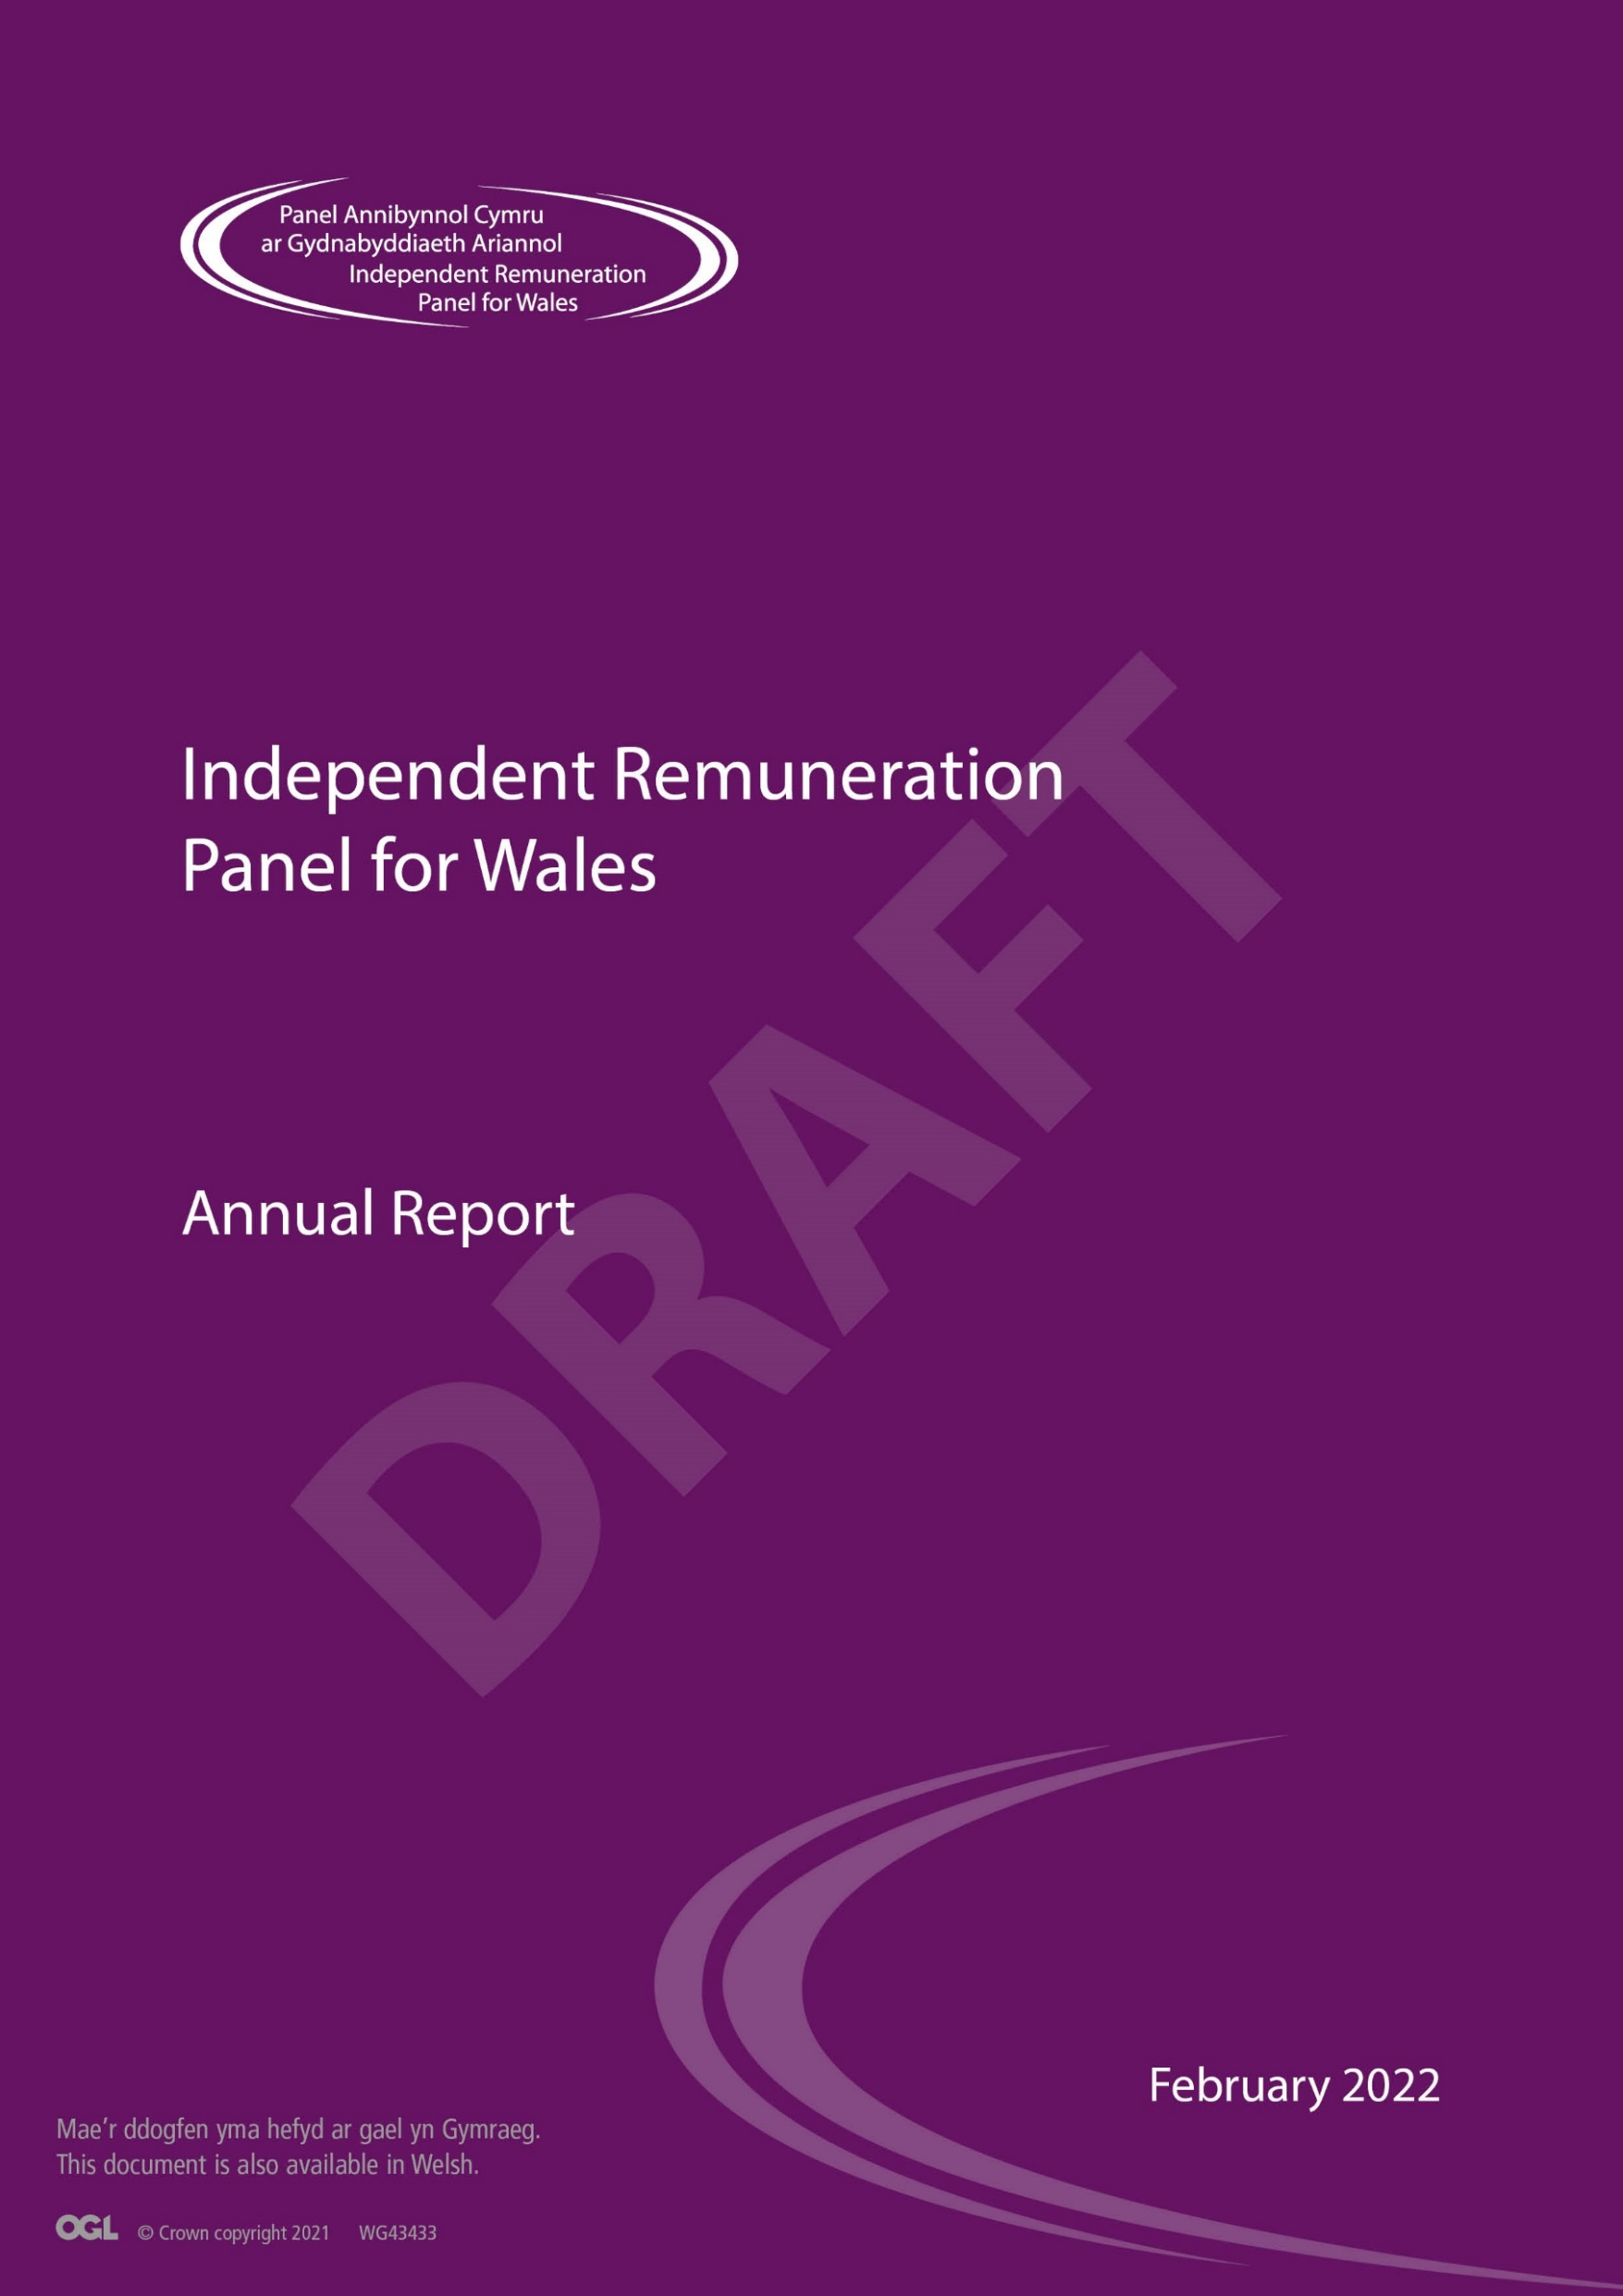 Panel Annibynnol Cymru
ar Gydnabyddiaeth Ariannol
Independent Remuneration
Panel for Wales
Independent Remuneration
Panel for Wales
Annual Report
DRAFT
February 2022
Mae'r ddogfen yma hefyd ar gael yn Gymraeg.
This document is also available in Welsh.
OGL © Crown copyright 2021 WG43433